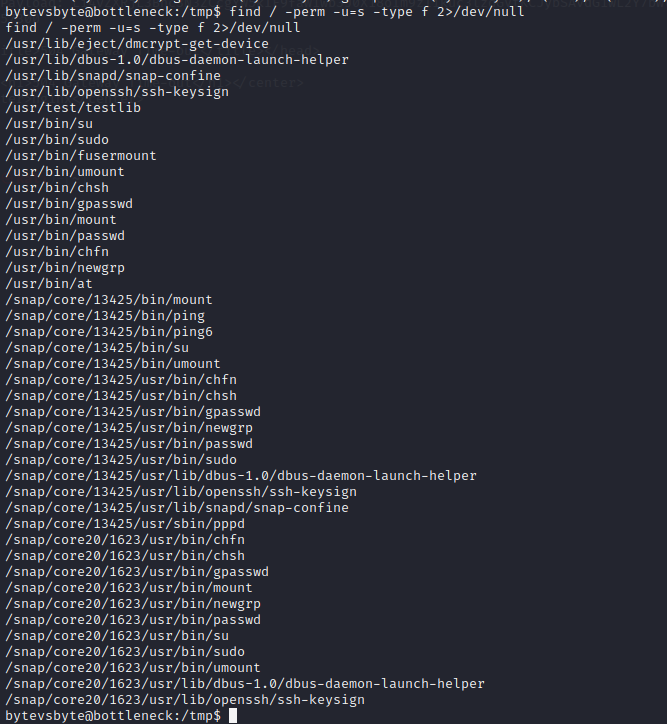 bytevsbyte@bottleneck:/tmp$ find / -perm -u=s -type f 2>/dev/null
find / -perm -u=s -type f 2>/dev/null
/usr/lib/eject/dmcrypt-get-device
/usr/lib/dbus-1.0/dbus-daemon-launch-helper
/usr/lib/snapd/snap-confine
/usr/lib/openssh/ssh-keysign
/usr/test/testlib
/usr/bin/su
/usr/bin/sudo
/usr/bin/fusermount
/usr/bin/umount
/usr/bin/chsh
/usr/bin/gpasswd
/usr/bin/mount
/usr/bin/passwd
/usr/bin/chfn
/usr/bin/newgrp
/usr/bin/at
/snap/core/13425/bin/mount
/snap/core/13425/bin/ping
/snap/core/13425/bin/ping6
/snap/core/13425/bin/su
/snap/core/13425/bin/umount
/snap/core/13425/usr/bin/chfn
/snap/core/13425/usr/bin/chsh
/snap/core/13425/usr/bin/gpasswd
/snap/core/13425/usr/bin/newgrp
/snap/core/13425/usr/bin/passwd
/snap/core/13425/usr/bin/sudo
/snap/core/13425/usr/lib/dbus-1.0/dbus-daemon-launch-helper
/snap/core/13425/usr/lib/openssh/ssh-keysign
/snap/core/13425/usr/lib/snapd/snap-confine
/snap/core/13425/usr/sbin/pppd
/snap/core20/1623/usr/bin/chfn
/snap/core20/1623/usr/bin/chsh
/snap/core20/1623/usr/bin/gpasswd
/snap/core20/1623/usr/bin/mount
/snap/core20/1623/usr/bin/newgrp
/snap/core20/1623/usr/bin/passwd
/snap/core20/1623/usr/bin/su
/snap/core20/1623/usr/bin/sudo
/snap/core20/1623/usr/bin/umount
/snap/core20/1623/usr/lib/dbus-1.0/dbus-daemon-launch-helper
/snap/core20/1623/usr/lib/openssh/ssh-keysign
bytevsbyte@bottleneck:/tmp$